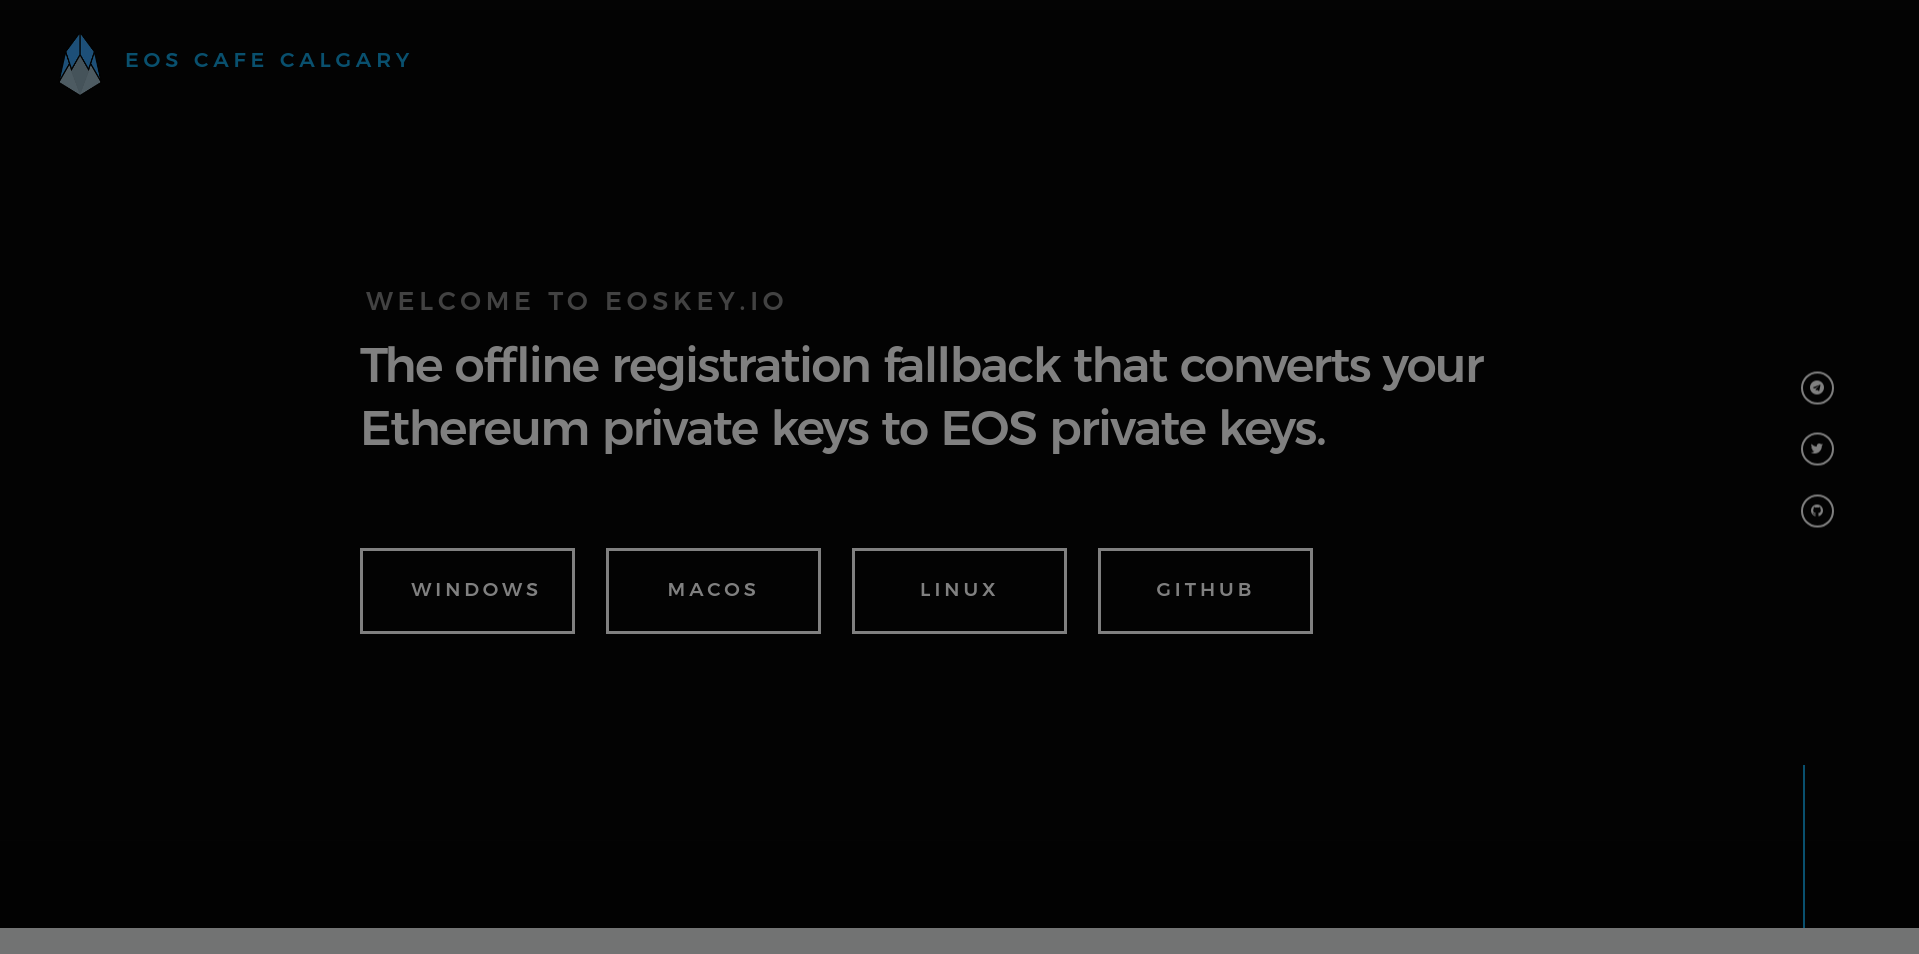 EOS CAFE CALGARY
WELCOME TO EOSKEY.IO
The offline registration fallback that converts your
Ethereum private keys to EOS private keys.
WINDOWS
MACOS
LINUX
GITHUB